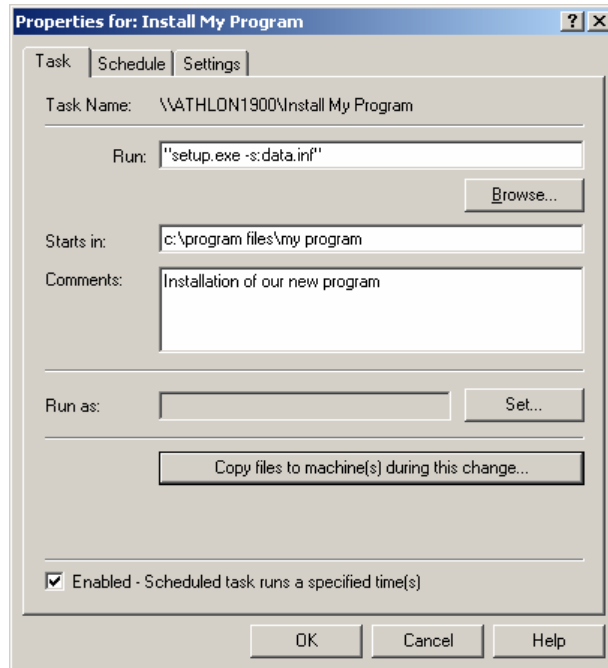 Properties for: Install My Program
Task Schedule Settings
Task Name: \\ATHLON1900\Install My Program
Run: "setup.exe -s:data.inf"
Browse...
Starts in: c:\program files\my program
Comments: Installation of our new program
Run as: Set...
Copy files to machine(s) during this change...
Enabled - Scheduled task runs a specified time(s)
OK Cancel Help